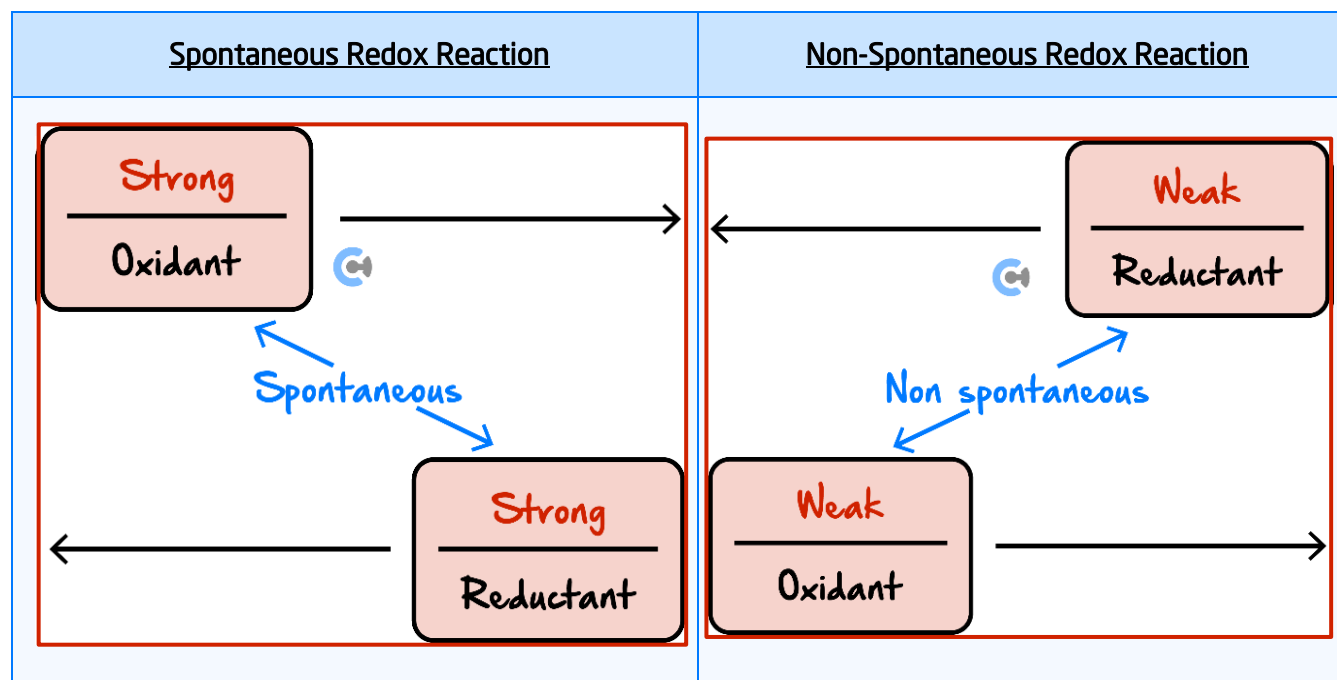 Spontaneous Redox Reaction
Non-Spontaneous Redox Reaction
Strong
Oxidant
Spontaneous
Strong
Reductant
Weak
Reductant
Non spontaneous
Weak
Oxidant